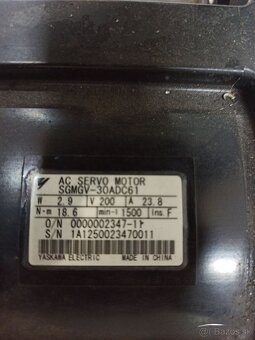 AC SERVO MOTOR
SGMGV-30ADC61
W 2.9 V 200 A 23.8
N·m 18.6 min-1 1500 Ins. F
O/N 0000002347-11
S/N 1A1250023470011
YASKAWA ELECTRIC MADE IN CHINA